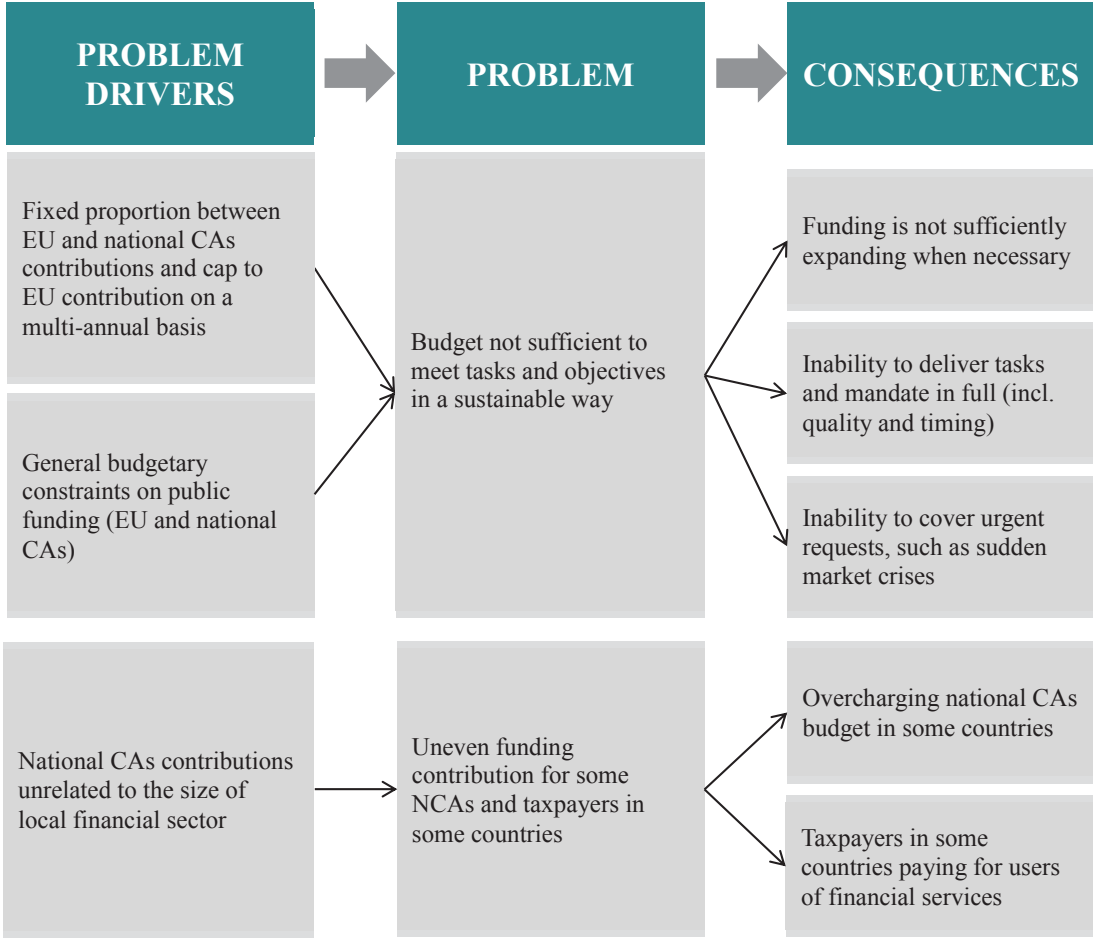 PROBLEM
DRIVERS
PROBLEM
CONSEQUENCES
Fixed proportion between
EU and national CAs
contributions and cap to
EU contribution on a
multi-annual basis
General budgetary
constraints on public
funding (EU and national
CAs)
Budget not sufficient to
meet tasks and objectives
in a sustainable way
Funding is not sufficiently
expanding when necessary
Inability to deliver tasks
and mandate in full (incl.
quality and timing)
Inability to cover urgent
requests, such as sudden
market crises
National CAs contributions
unrelated to the size of
local financial sector
Uneven funding
contribution for some
NCAs and taxpayers in
some countries
Overcharging national CAs
budget in some countries
Taxpayers in some
countries paying for users
of financial services